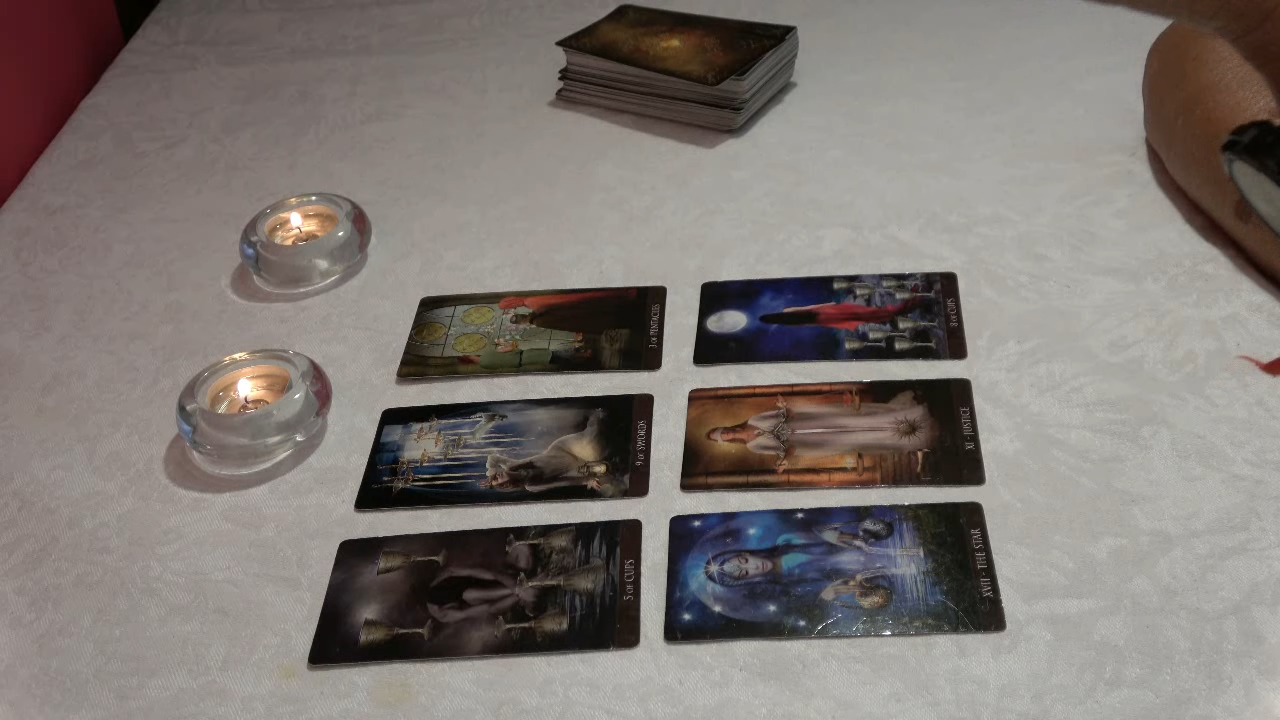 3 OF PENTACLES
8 OF CUPS
9 OF SWORDS
XI - JUSTICE
5 OF CUPS
XVII - THE STAR